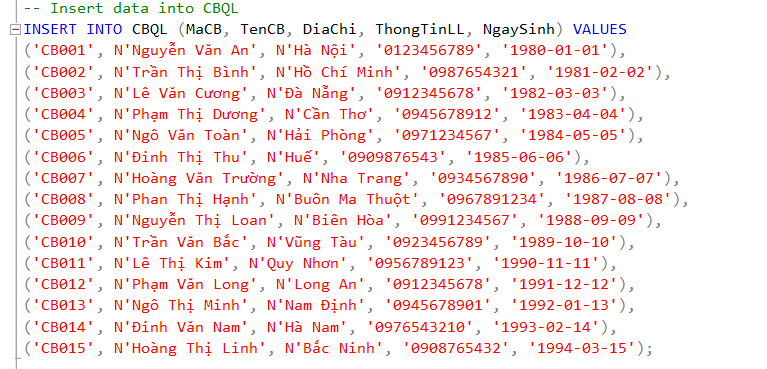 -- Insert data into CBQL
INSERT INTO CBQL (MaCB, TenCB, DiaChi, ThongTinLL, NgaySinh) VALUES
('CB001', N'Nguyễn Văn An', N'Hà Nội', '0123456789', '1980-01-01'),
('CB002', N'Trần Thị Bình', N'Hồ Chí Minh', '0987654321', '1981-02-02'),
('CB003', N'Lê Văn Cương', N'Đà Nẵng', '0912345678', '1982-03-03'),
('CB004', N'Phạm Thị Dương', N'Cần Thơ', '0945678912', '1983-04-04'),
('CB005', N'Ngô Văn Toàn', N'Hải Phòng', '0971234567', '1984-05-05'),
('CB006', N'Đinh Thị Thu', N'Huế', '0909876543', '1985-06-06'),
('CB007', N'Hoàng Văn Trường', N'Nha Trang', '0934567890', '1986-07-07'),
('CB008', N'Phan Thị Hạnh', N'Buôn Ma Thuột', '0967891234', '1987-08-08'),
('CB009', N'Nguyễn Thị Loan', N'Biên Hòa', '0991234567', '1988-09-09'),
('CB010', N'Trần Văn Bắc', N'Vũng Tàu', '0923456789', '1989-10-10'),
('CB011', N'Lê Thị Kim', N'Quy Nhơn', '0956789123', '1990-11-11'),
('CB012', N'Phạm Văn Long', N'Long An', '0912345678', '1991-12-12'),
('CB013', N'Ngô Thị Minh', N'Nam Định', '0945678901', '1992-01-13'),
('CB014', N'Đinh Văn Nam', N'Hà Nam', '0976543210', '1993-02-14'),
('CB015', N'Hoàng Thị Linh', N'Bắc Ninh', '0908765432', '1994-03-15');